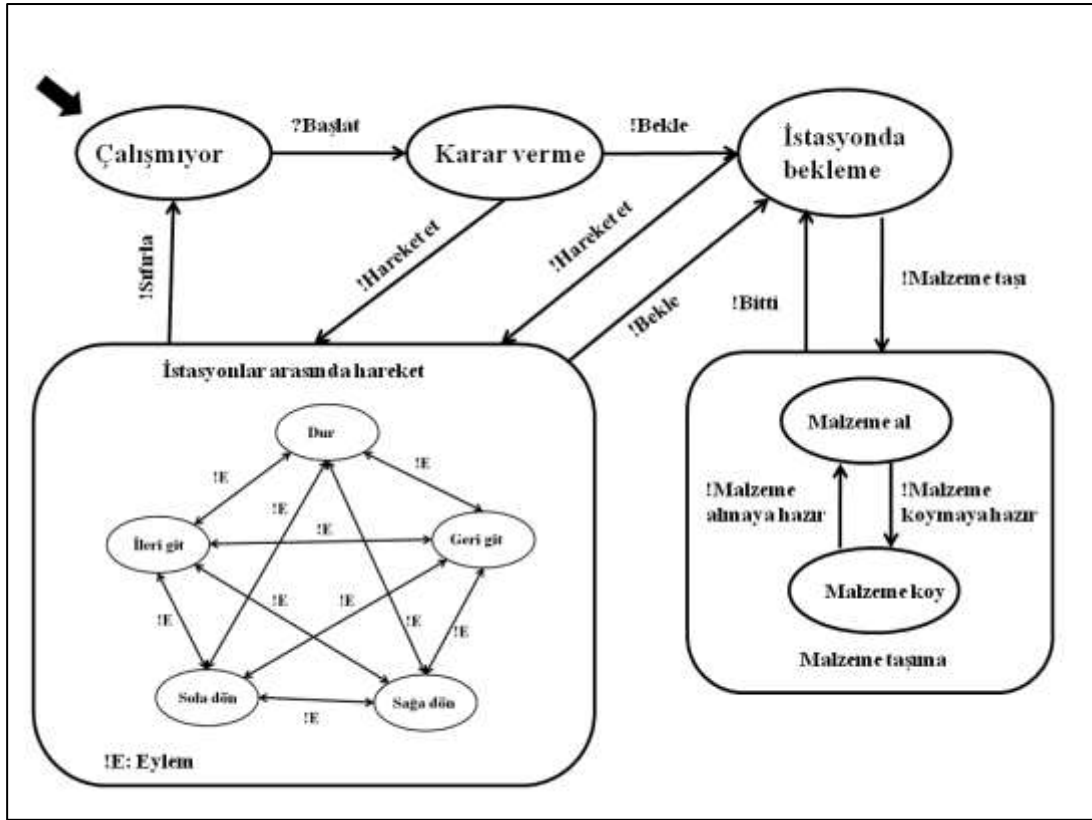 ?Başlat
!Bekle
Çalışmıyor
Karar verme
İstasyonda
bekleme
!Sıfırla
!Hareket et
!Hareket et
!Bekle
!Bitti
!Malzeme taşı
İstasyonlar arasında hareket
Dur
!E
!E
!E
!E
İleri git
!E
Geri git
!E
!E
!E
!E
Sola dön
Sağa dön
!E
!E: Eylem
Malzeme al
!Malzeme
almaya hazır
!Malzeme
koymaya hazır
Malzeme koy
Malzeme taşıma